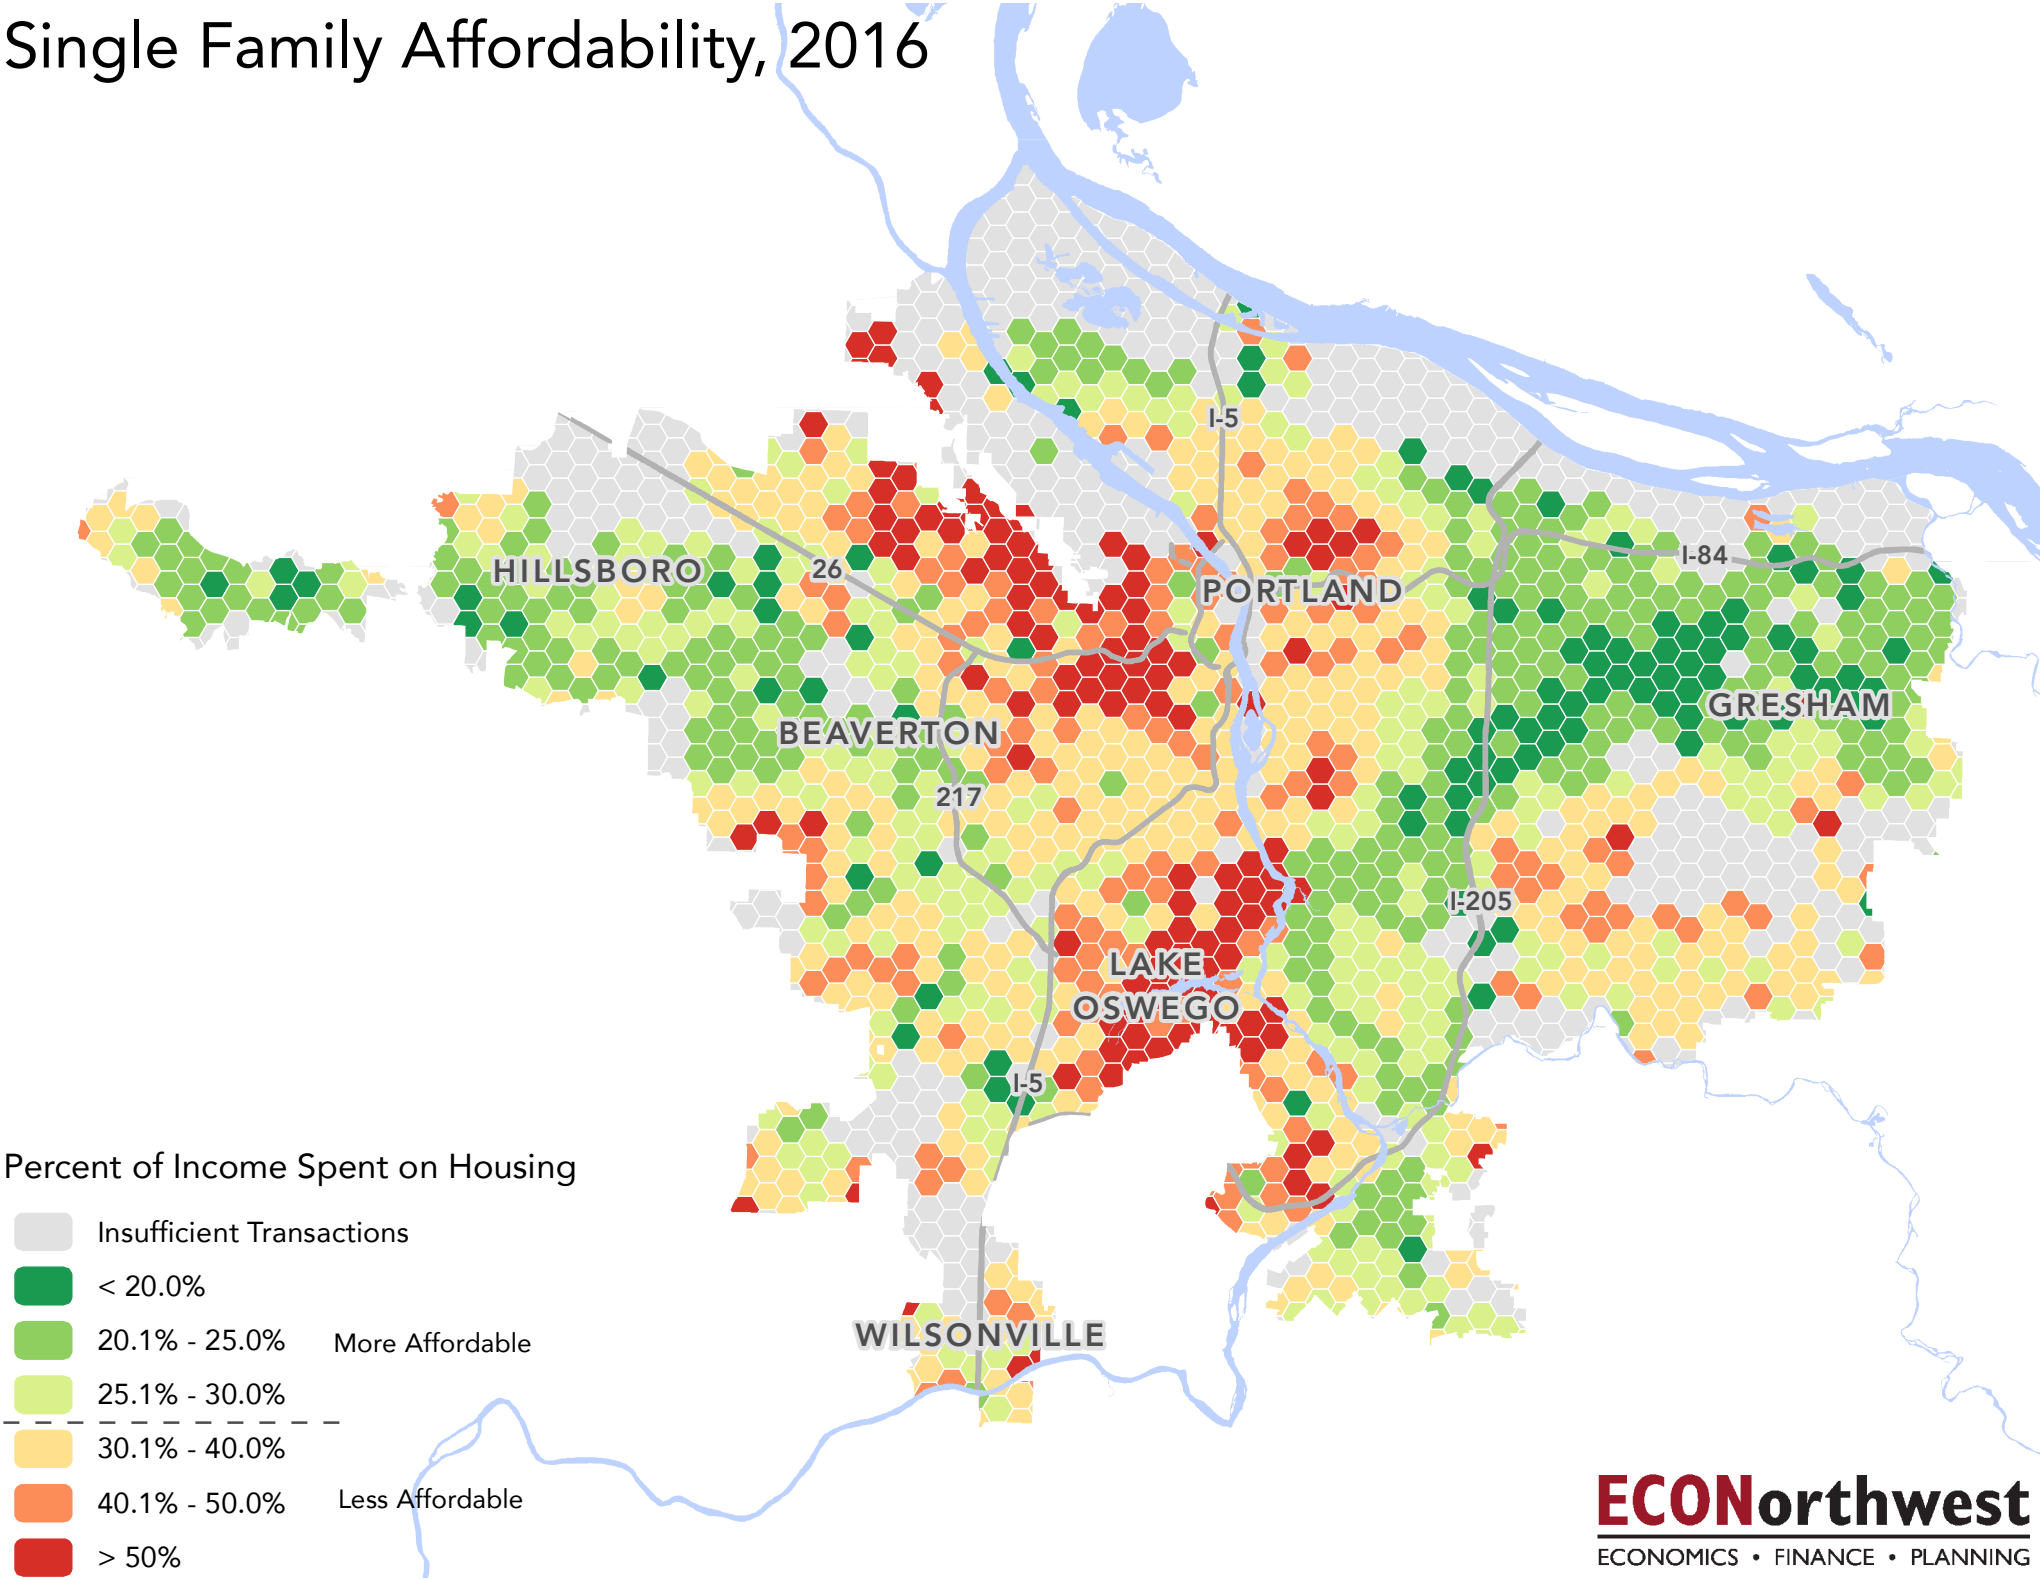 Single Family Affordability, 2016
I-5
I-84
HILLSBORO
26
PORTLAND
GRESHAM
BEAVERTON
217
I-205
LAKE
OSWEGO
I-5
WILSONVILLE
Percent of Income Spent on Housing
Insufficient Transactions
< 20.0%
20.1% - 25.0%
More Affordable
25.1% - 30.0%
30.1% - 40.0%
40.1% - 50.0%
Less Affordable
> 50%
ECONorthwest
ECONOMICS • FINANCE • PLANNING